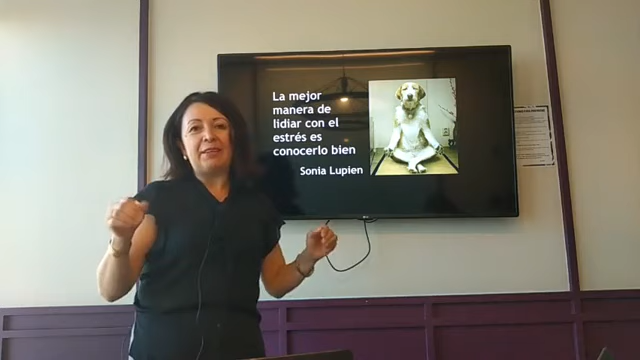 La mejor
manera de
lidiar con el
estrés es
conocerlo bien
Sonia Lupien